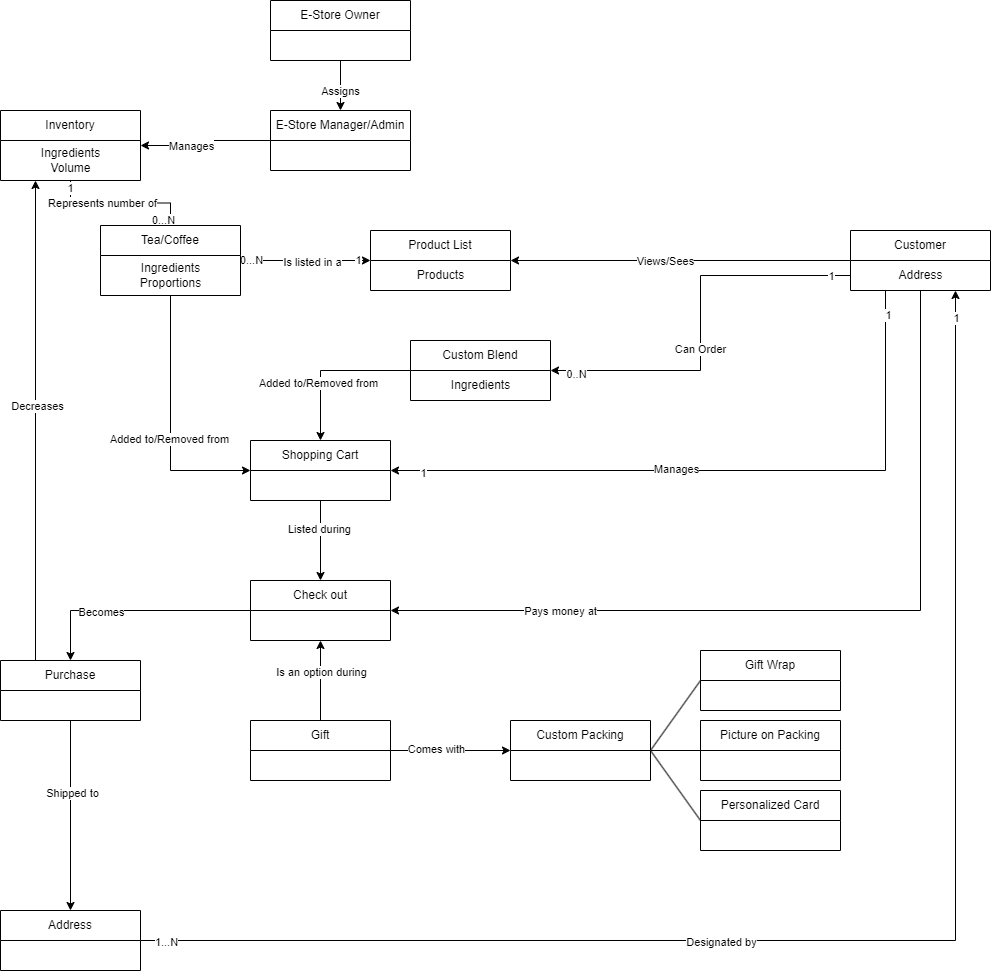 E-Store Owner
Assigns
Inventory
E-Store Manager/Admin
Manages
Ingredients
Volume
1
Represents number of
0...N
Tea/Coffee
Product List
Customer
0...N
Is listed in a
1
Views/Sees
Ingredients
Proportions
Products
Address
1
1
1
Can Order
Custom Blend
0..N
Added to/Removed from
Ingredients
Decreases
Added to/Removed from
Shopping Cart
1
Manages
Listed during
Check out
Becomes
Pays money at
Purchase
Is an option during
Gift Wrap
Gift
Custom Packing
Picture on Packing
Comes with
Shipped to
Personalized Card
Address
1...N
Designated by